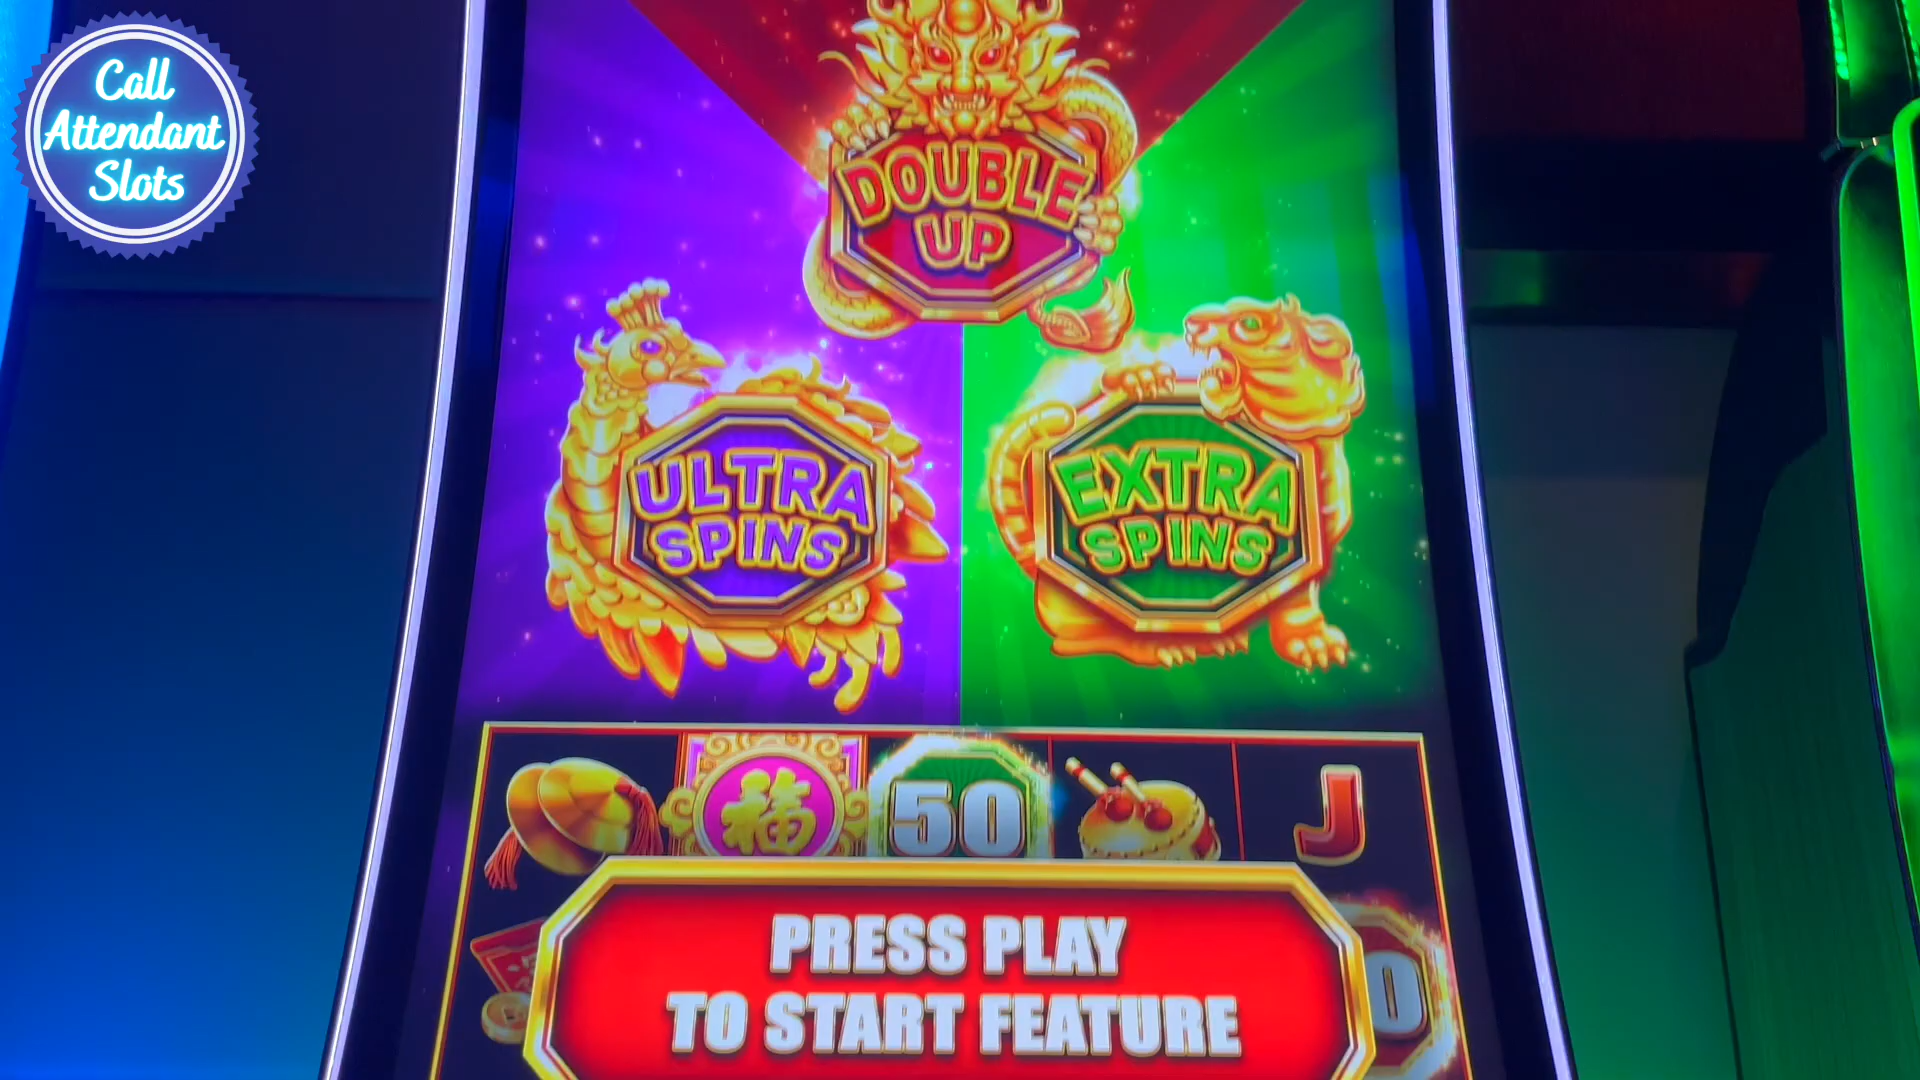 Call
Attendant
Slots
DOUBLE
UP
ULTRA
SPINS
EXTRA
SPINS
福
50
J
PRESS PLAY
TO START FEATURE